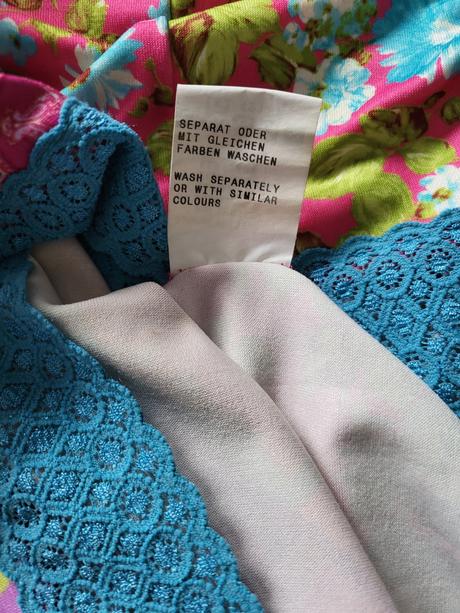 SEPARAT ODER
MIT GLEICHEN
FARBEN WASCHEN
WASH SEPARATELY
OR WITH SIMILAR
COLOURS